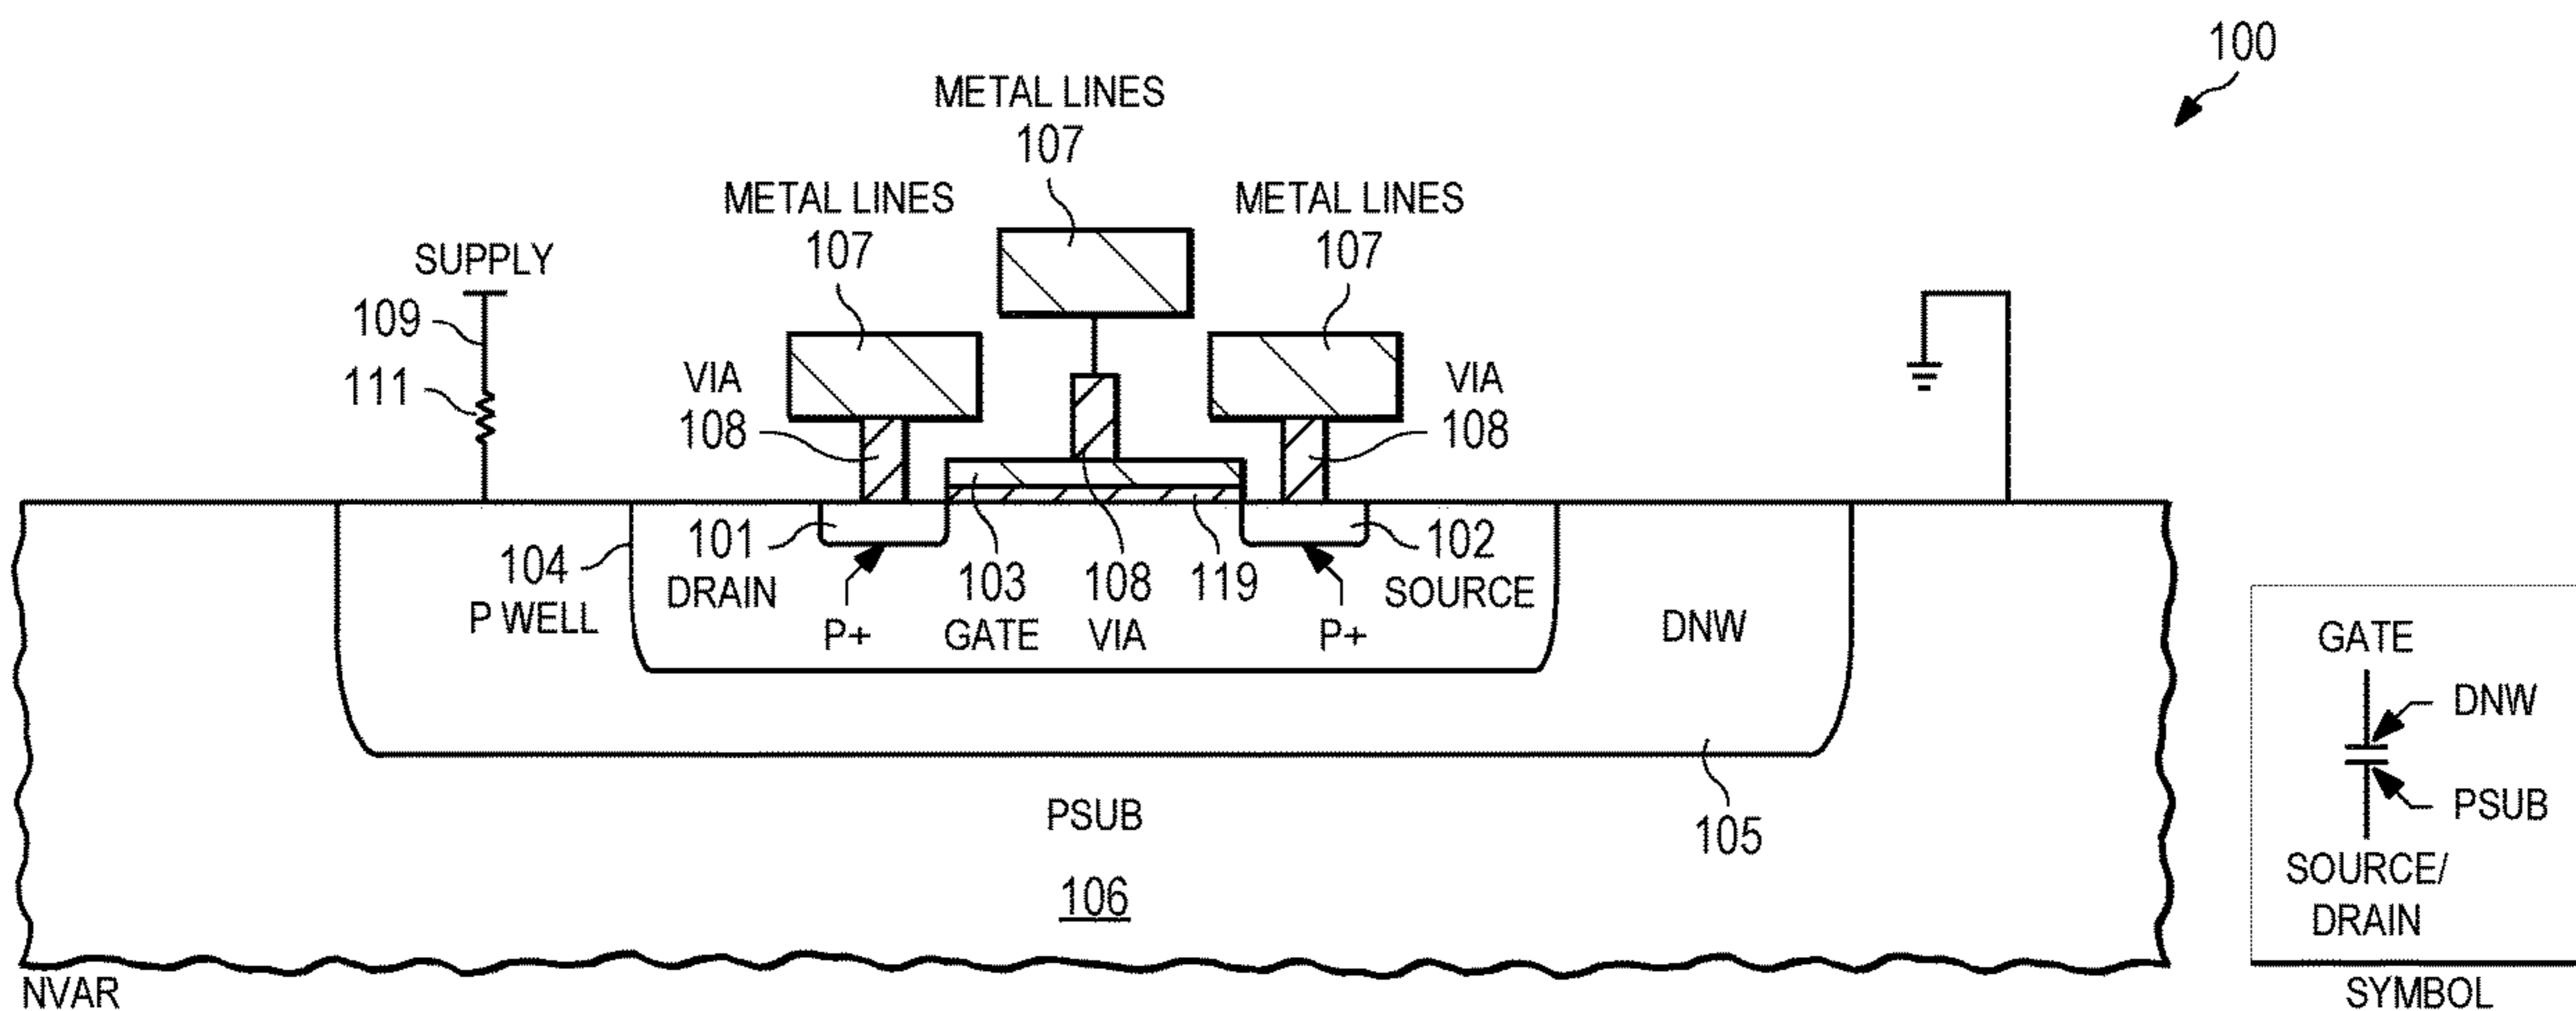 100
METAL LINES
107
METAL LINES
107
METAL LINES
107
SUPPLY
109
111
VIA
108
VIA
108
101
DRAIN
104
P WELL
P+
103
GATE
108
VIA
119
P+
102
SOURCE
DNW
105
PSUB
106
NVAR
GATE
DNW
PSUB
SOURCE/
DRAIN
SYMBOL